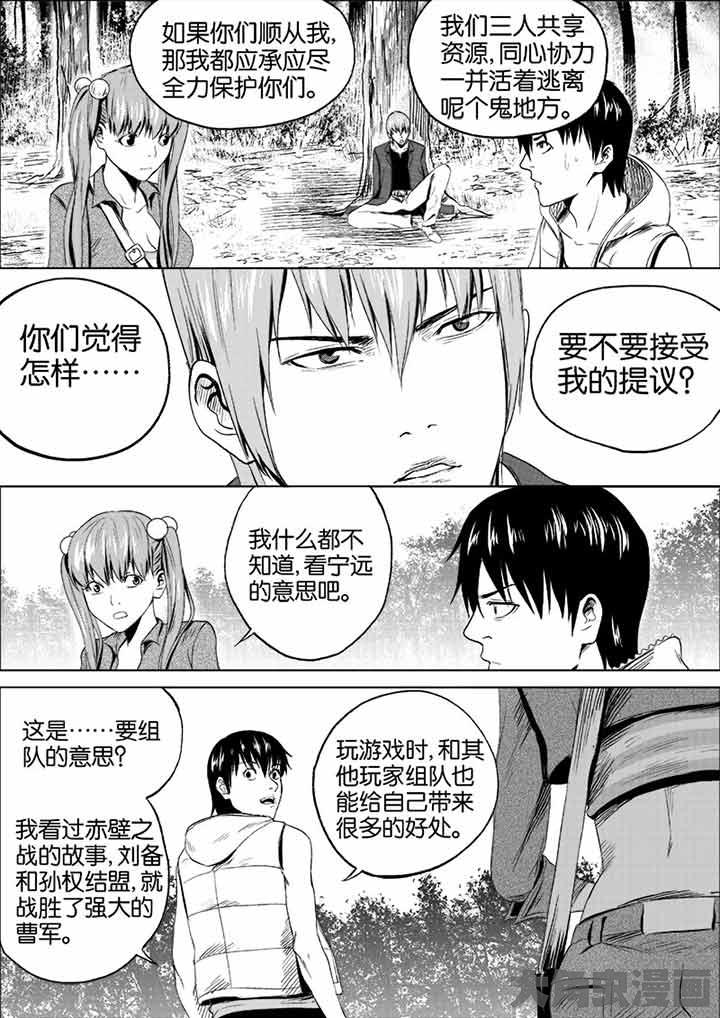 如果你们顺从我,
那我都应承应尽
全力保护你们。
我们三人共享
资源,同心协力
一并活着逃离
呢个鬼地方。
你们觉得
怎样……
要不要接受
我的提议?
我什么都不
知道,看宁远
的意思吧。
这是……要组
队的意思?
我看过赤壁之
战的故事,刘备
和孙权结盟,就
战胜了强大的
曹军。
玩游戏时,和其
他玩家组队也
能给自己带来
很多的好处。